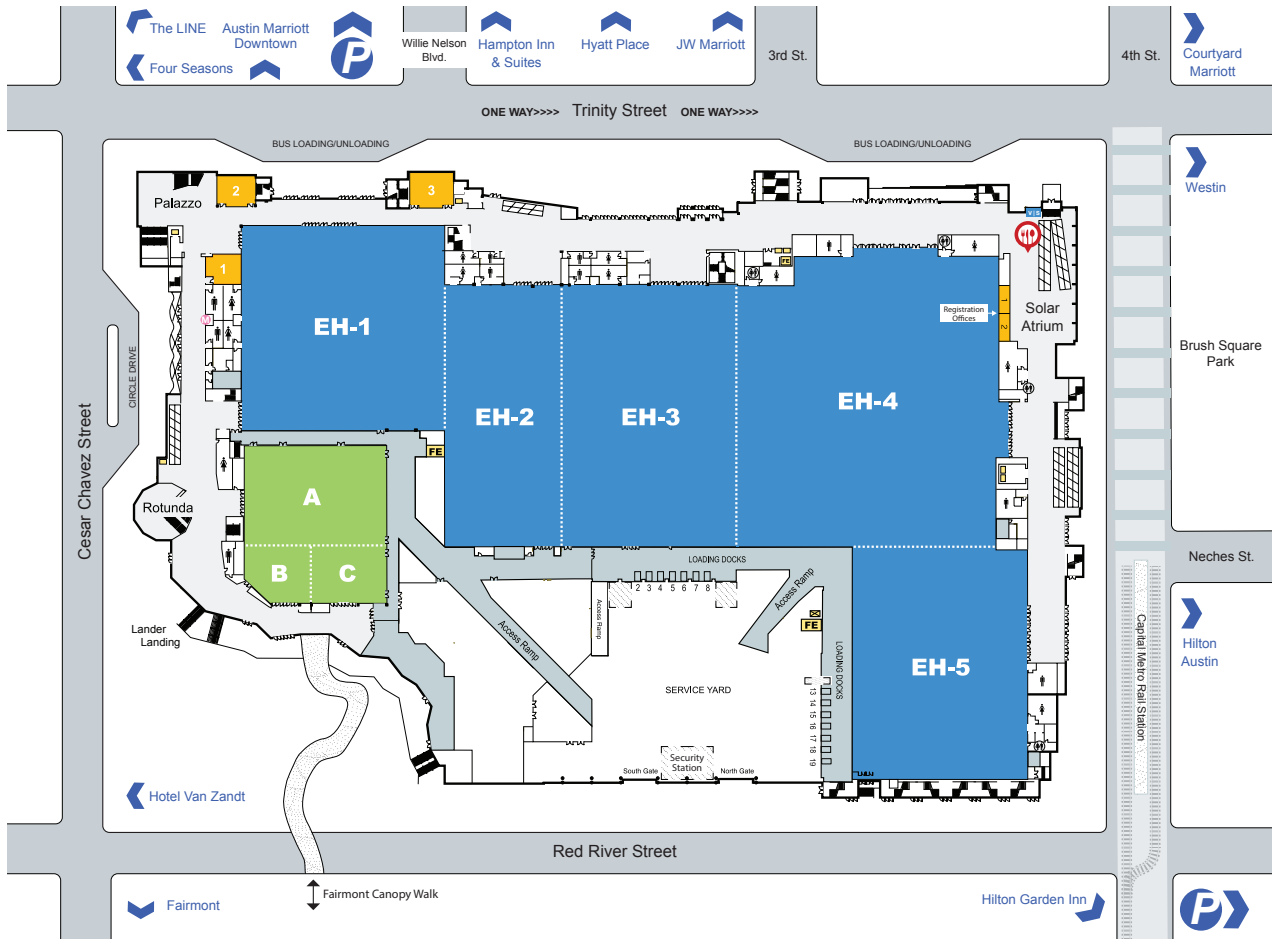 The LINE
Austin Marriott
Downtown
P
Four Seasons
Willie Nelson
Blvd.
Hampton Inn
& Suites
Hyatt Place
JW Marriott
3rd St.
4th St.
Courtyard
Marriott
ONE WAY>>>> Trinity Street ONE WAY>>>>
BUS LOADING/UNLOADING
BUS LOADING/UNLOADING
Westin
Palazzo
2
3
1
M
EH-1
EH-2
EH-3
EH-4
FE
Registration
Offices
1
2
Solar
Atrium
Brush Square
Park
CIRCLE DRIVE
Cesar Chavez Street
FE
A
B
C
Rotunda
Lander
Landing
LOADING DOCKS
2 3 4 5 6 7 8
Access Ramp
Access Ramp
Access Ramp
FE
LOADING DOCKS
13
14
15
16
17
18
19
EH-5
SERVICE YARD
Security
Station
South Gate
North Gate
Neches St.
Capital Metro Rail Station
Hilton
Austin
Hotel Van Zandt
Red River Street
Fairmont Canopy Walk
Fairmont
Hilton Garden Inn
P